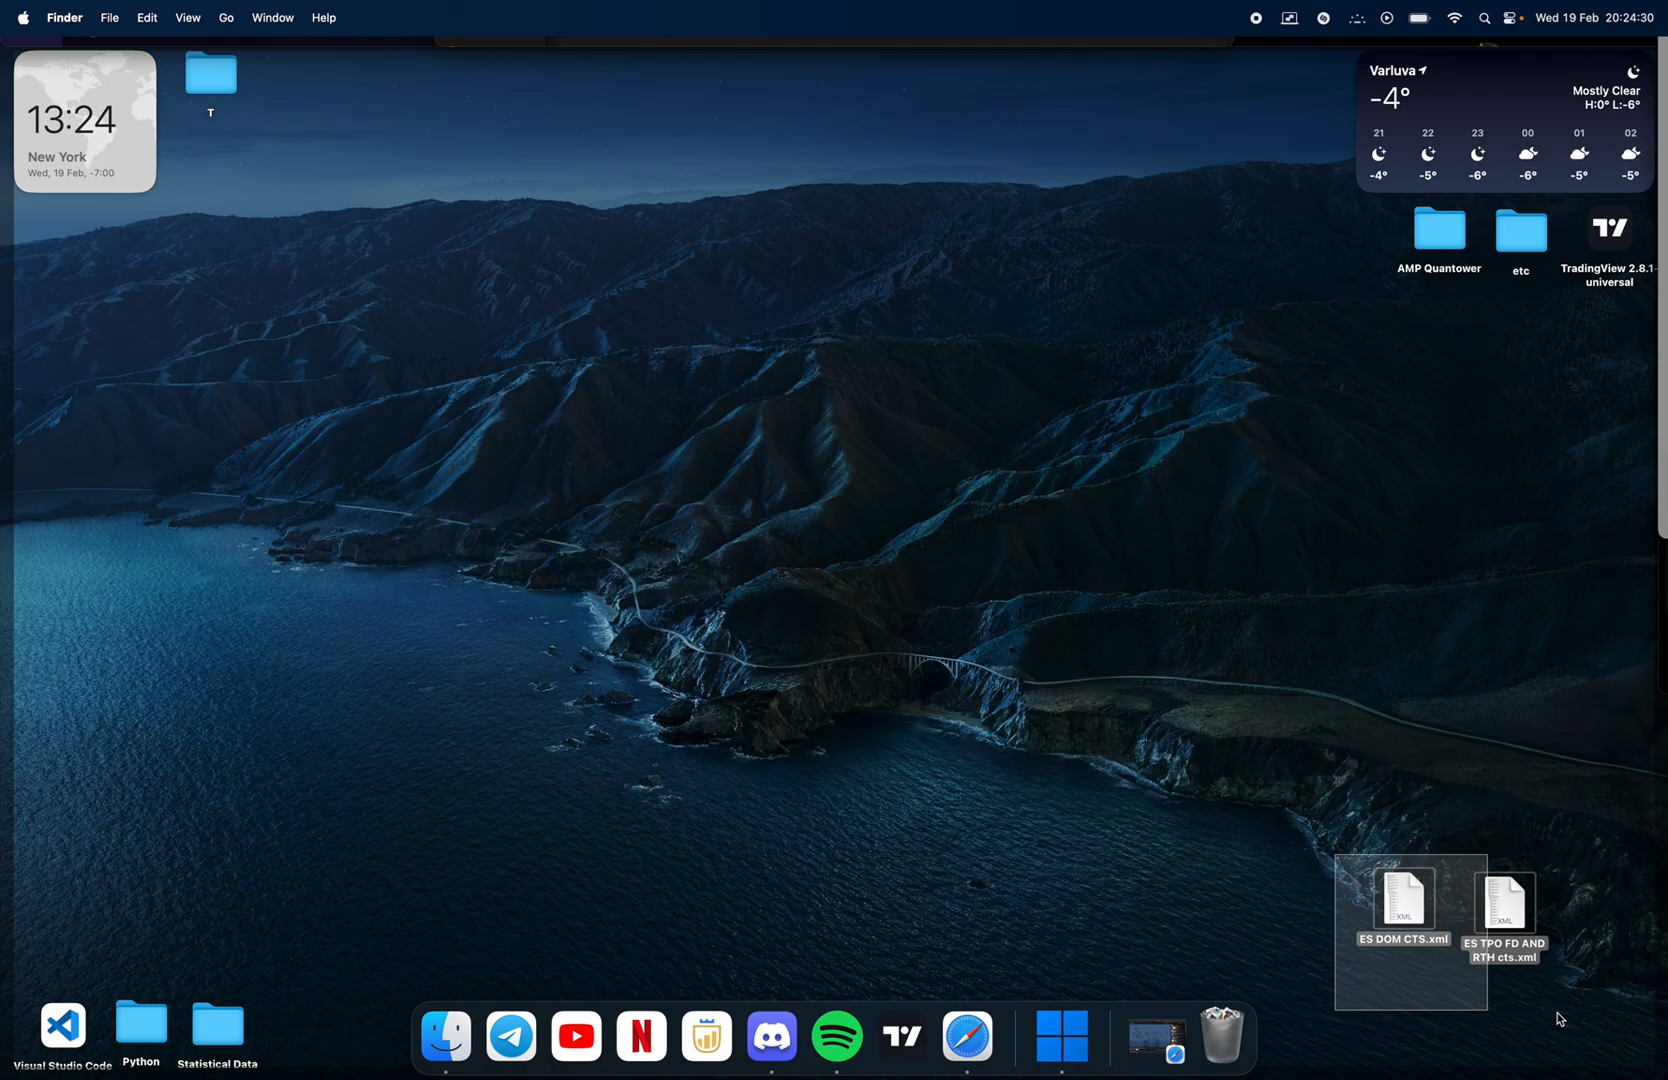 Finder File Edit View Go Window Help
Wed 19 Feb 20:24:30
13:24
New York
Wed, 19 Feb, -7:00
T
Varluva
-4°
Mostly Clear
H:0° L:-6°
21 22 23 00 01 02
-4° -5° -6° -6° -5° -5°
AMP Quantower
etc
TradingView 2.8.1-
universal
XML
ES DOM CTS.xml
XML
ES TPO FD AND
RTH cts.xml
Visual Studio Code
Python
Statistical Data